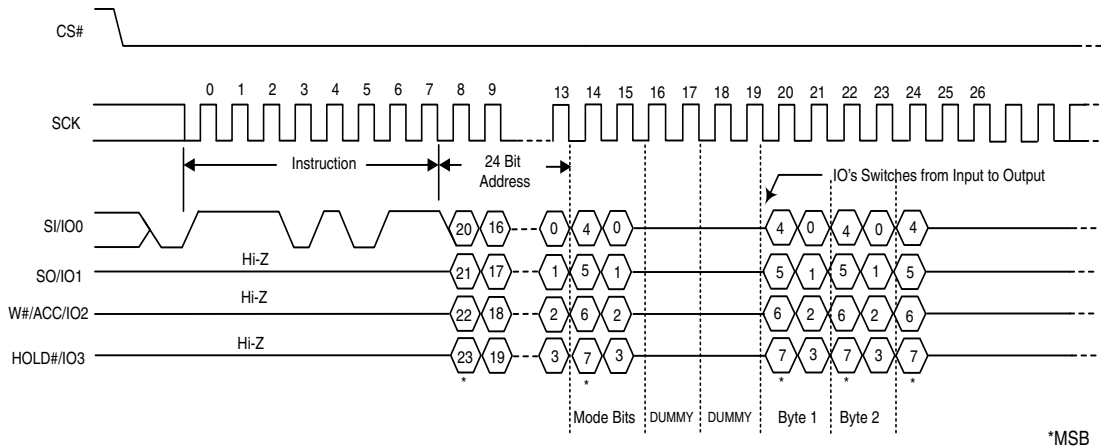 CS#
0 1 2 3 4 5 6 7 8 9 13 14 15 16 17 18 19 20 21 22 23 24 25 26
SCK
Instruction
24 Bit
Address
IO's Switches from Input to Output
SI/IO0 20 16 0 4 0 4 0 4 0 4
SO/IO1 Hi-Z 21 17 1 5 1 5 1 5 1 5
W#/ACC/IO2 Hi-Z 22 18 2 6 2 6 2 6 2 6
HOLD#/IO3 Hi-Z 23 19 3 7 3 7 3 7 3 7
* * * * *
Mode Bits DUMMY DUMMY Byte 1 Byte 2
*MSB